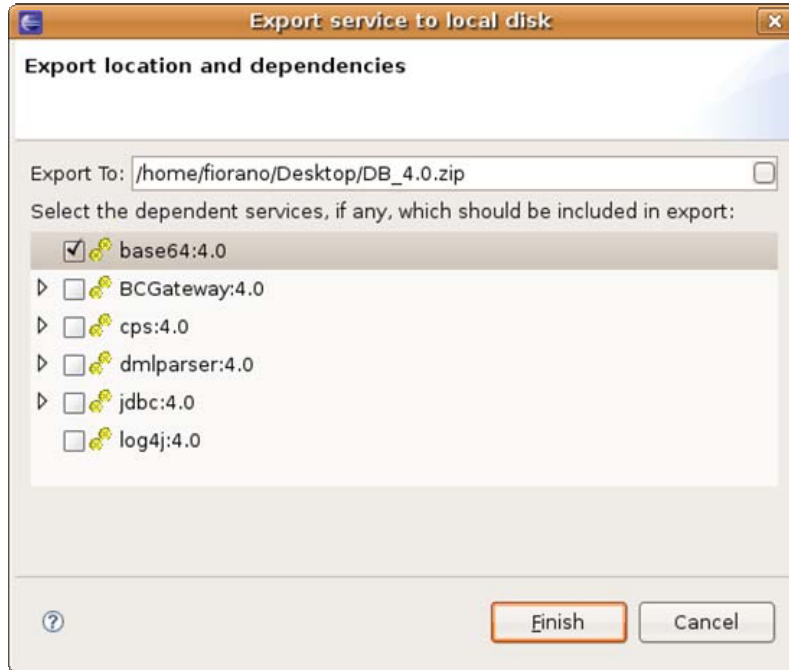 Export service to local disk
Export location and dependencies
Export To: /home/fiorano/Desktop/DB_4.0.zip
Select the dependent services, if any, which should be included in export:
base64:4.0
BCGateway:4.0
cps:4.0
dmlparser:4.0
jdbc:4.0
log4j:4.0
Finish Cancel